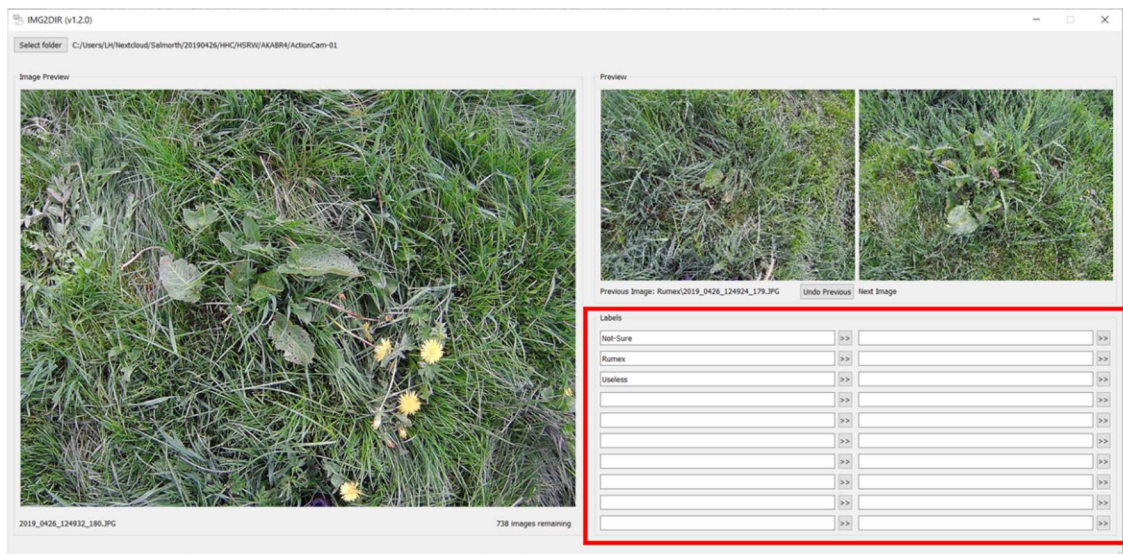 IMG2DIR (v1.2.0)
Select folder C:/Users/LH/Nextcloud/Salmorth/20190426/HHC/HSRW/AKABR4/ActionCam-01
Image Preview
Preview
Previous Image: Rumex\2019_0426_124924_179.JPG Undo Previous Next Image
Labels
Not-Sure >> >>
Rumex >> >>
Useless >> >>
>> >>
>> >>
>> >>
>> >>
>> >>
>> >>
>> >>
2019_0426_124932_180.JPG 738 images remaining